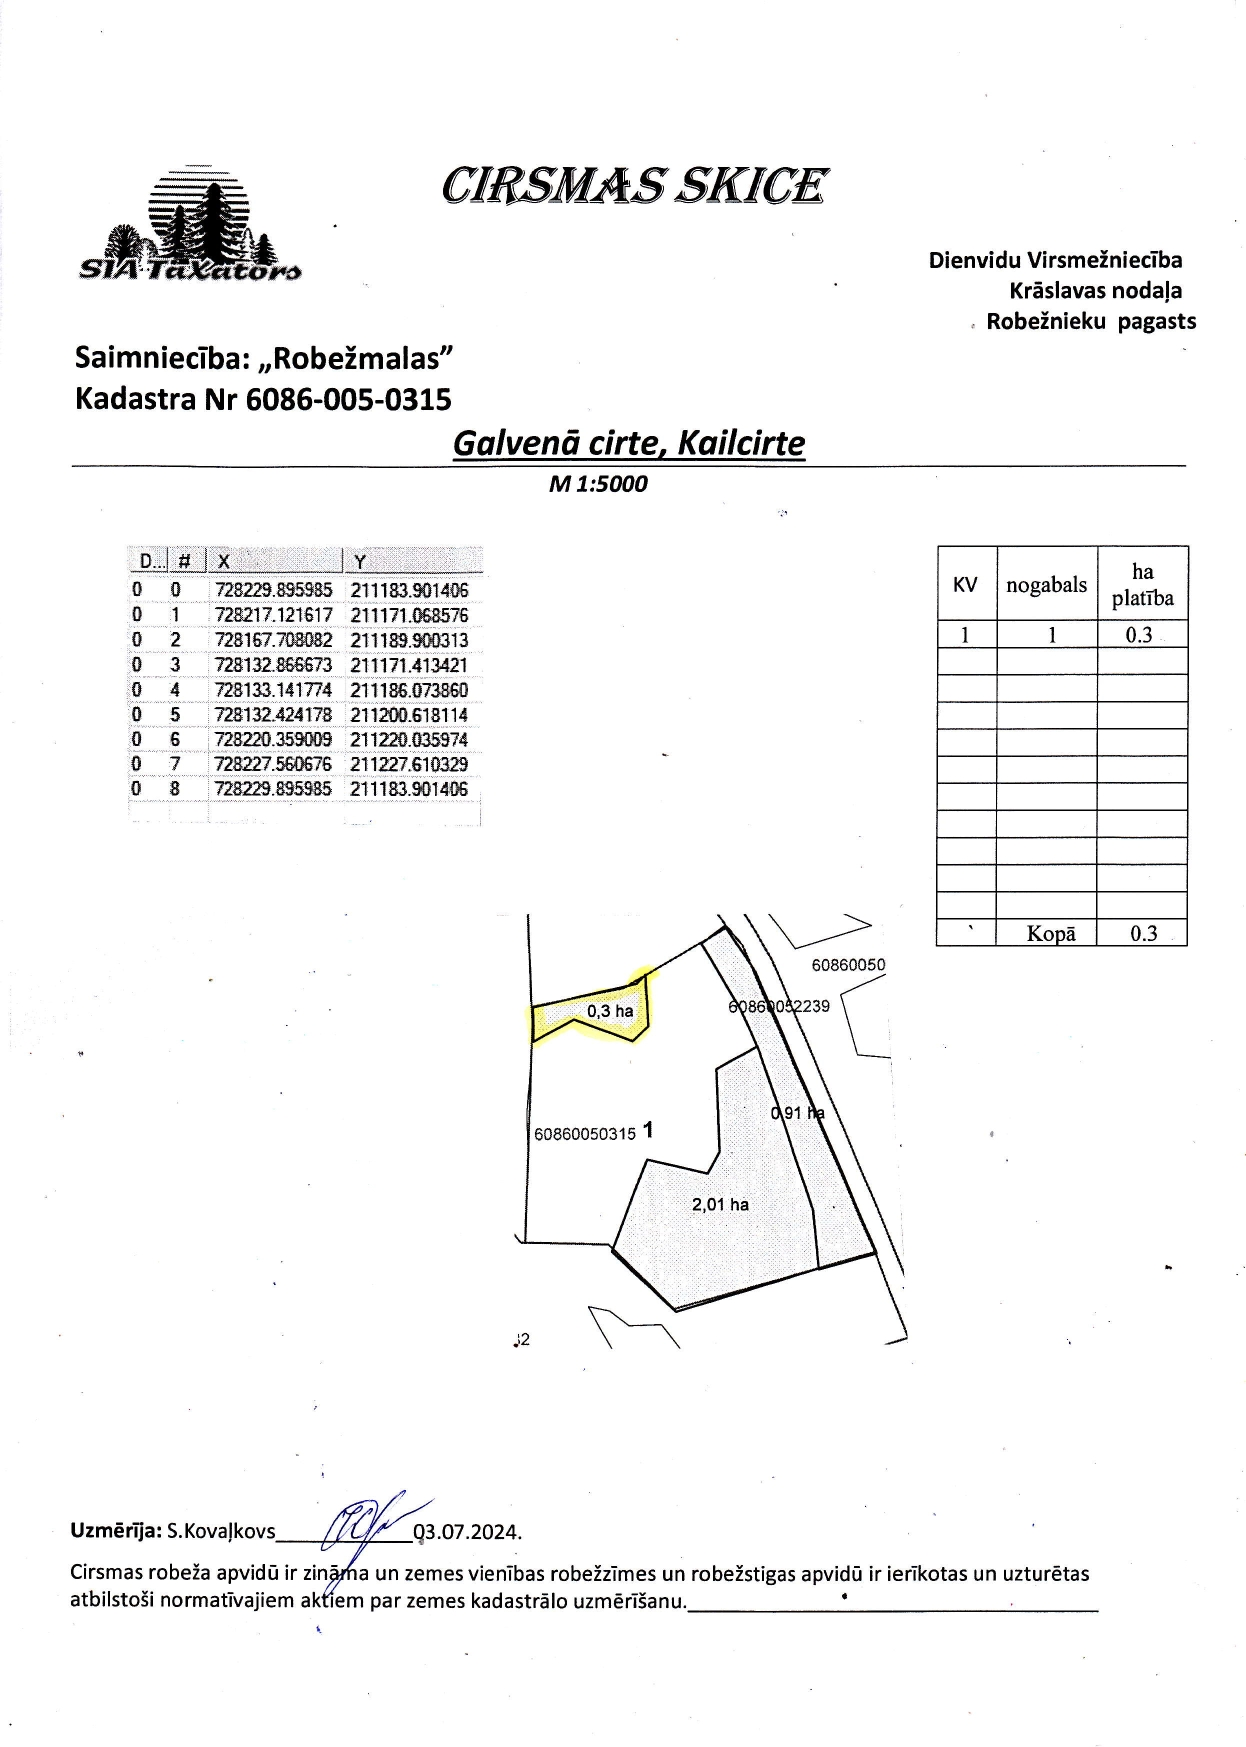 CIRSMAS SKICE
SIA Taxators
Dienvidu Virsmežniecība
Krāslavas nodaļa
Robežnieku pagasts
Saimniecība: „Robežmalas”
Kadastra Nr 6086-005-0315
Galvenā cirte, Kailcirte
M 1:5000
D... # X Y
0 0 728229.895985 211183.901406
0 1 728217.121617 211171.068576
0 2 728167.708082 211189.900313
0 3 728132.866673 211171.413421
0 4 728133.141774 211186.073860
0 5 728132.424178 211200.618114
0 6 728220.359009 211220.035974
0 7 728227.560676 211227.610329
0 8 728229.895985 211183.901406
KV nogabals ha platība
1 1 0.3
Kopā 0.3
60860050
0,3 ha
60860052239
0,91 ha
60860050315 1
2,01 ha
32
Uzmērīja: S.Kovaļkovs 03.07.2024.
Cirsmas robeža apvidū ir zināma un zemes vienības robežzīmes un robežstigas apvidū ir ierīkotas un uzturētas
atbilstoši normatīvajiem aktiem par zemes kadastrālo uzmērīšanu.